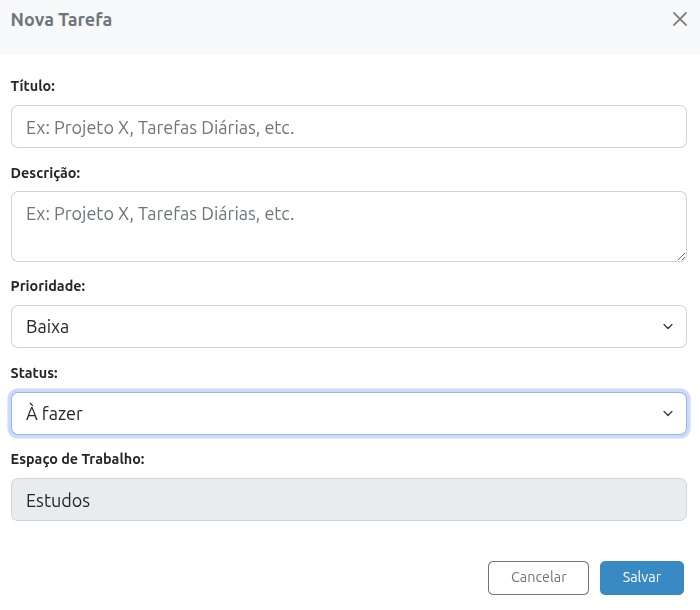 Nova Tarefa
Título:
Ex: Projeto X, Tarefas Diárias, etc.
Descrição:
Ex: Projeto X, Tarefas Diárias, etc.
Prioridade:
Baixa
Status:
À fazer
Espaço de Trabalho:
Estudos
Cancelar Salvar